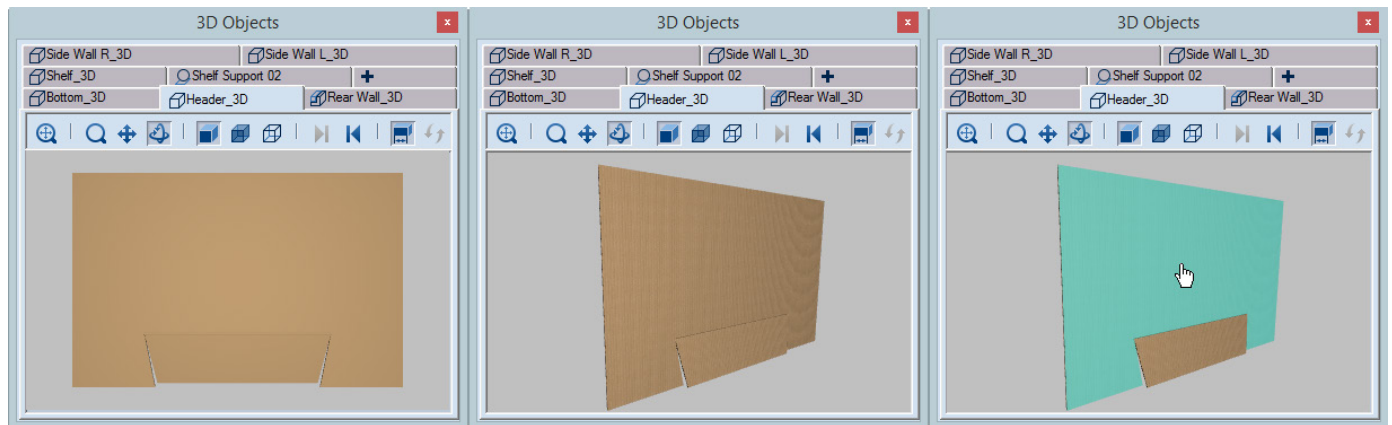 3D Objects
Side Wall R_3D Side Wall L_3D
Shelf_3D Shelf Support 02
Bottom_3D Header_3D Rear Wall_3D
3D Objects
Side Wall R_3D Side Wall L_3D
Shelf_3D Shelf Support 02
Bottom_3D Header_3D Rear Wall_3D
3D Objects
Side Wall R_3D Side Wall L_3D
Shelf_3D Shelf Support 02
Bottom_3D Header_3D Rear Wall_3D